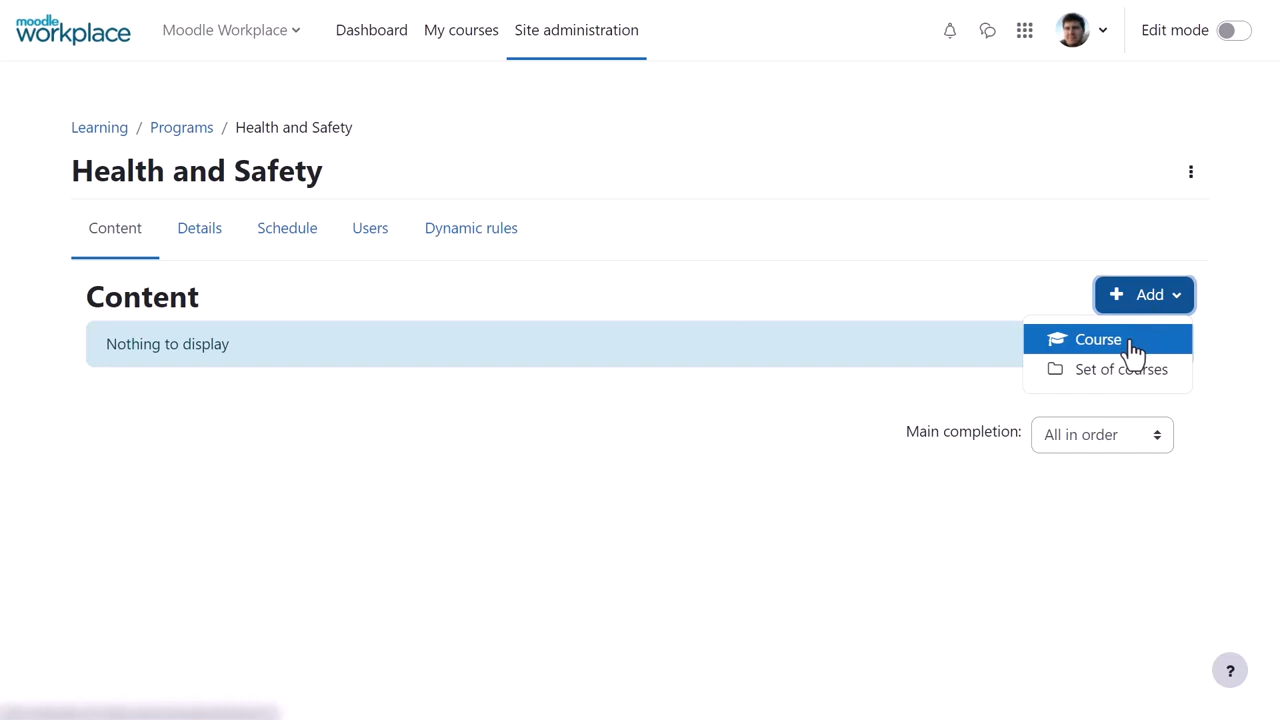 moodle
workplace
Moodle Workplace
Dashboard
My courses
Site administration
Edit mode
Learning / Programs / Health and Safety
Health and Safety
Content
Details
Schedule
Users
Dynamic rules
Content
Add
Nothing to display
Course
Set of courses
Main completion:
All in order
?